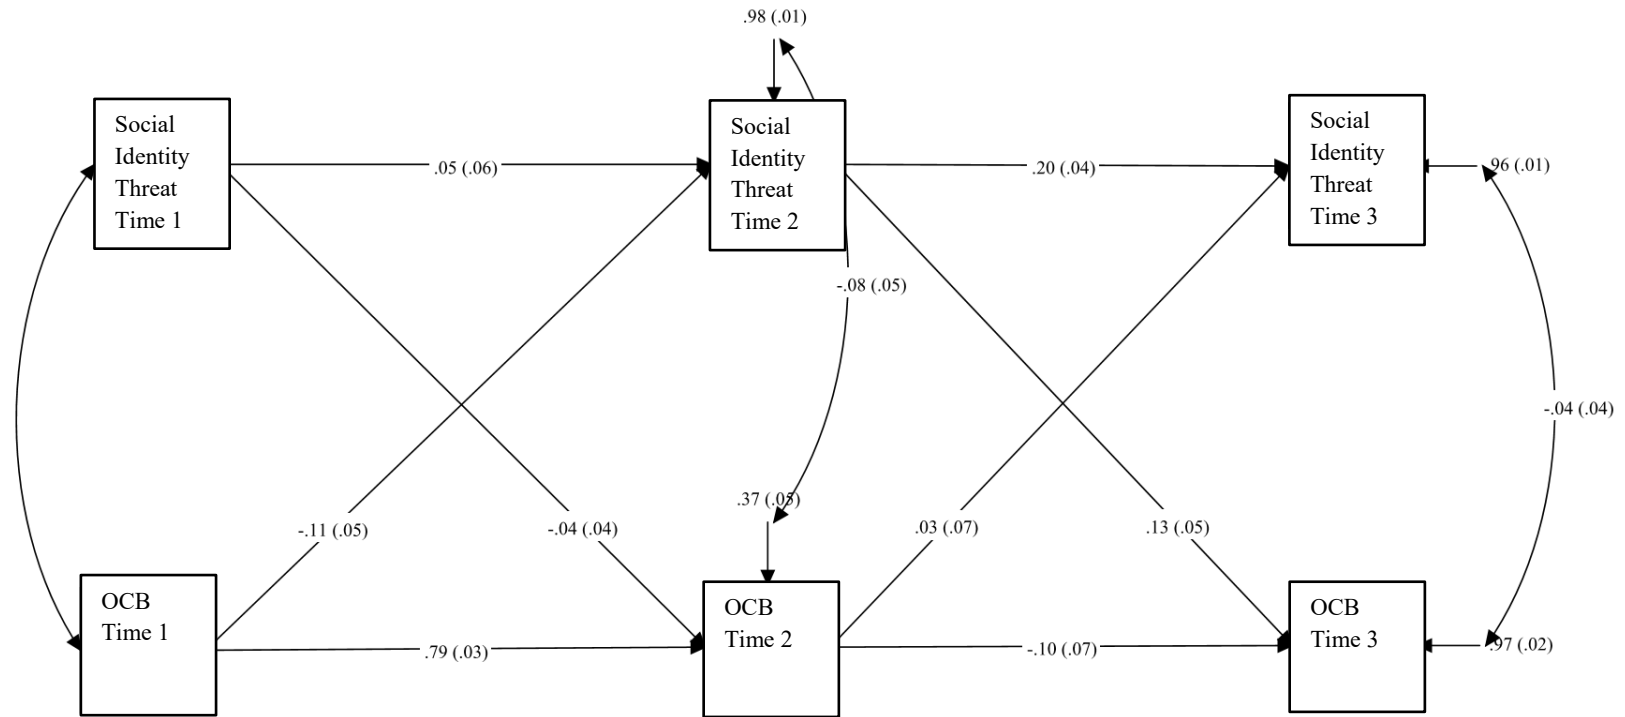 .98 (.01)
Social
Identity
Threat
Time 1
.05 (.06)
Social
Identity
Threat
Time 2
.20 (.04)
Social
Identity
Threat
Time 3
.96 (.01)
-.08 (.05)
-.04 (.04)
.37 (.05)
-.11 (.05)
-.04 (.04)
.03 (.07)
.13 (.05)
OCB
Time 1
.79 (.03)
OCB
Time 2
-.10 (.07)
OCB
Time 3
.97 (.02)